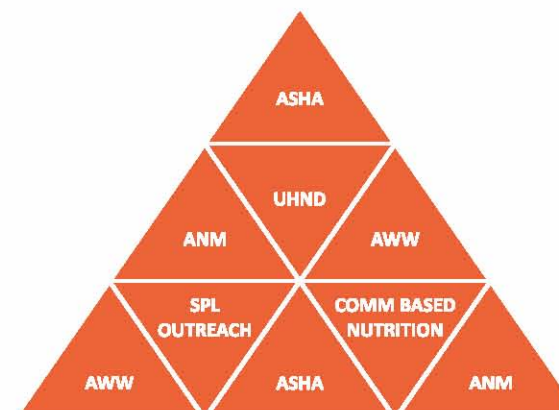 ASHA
UHND
ANM
AWW
SPL
OUTREACH
COMM BASED
NUTRITION
AWW
ASHA
ANM